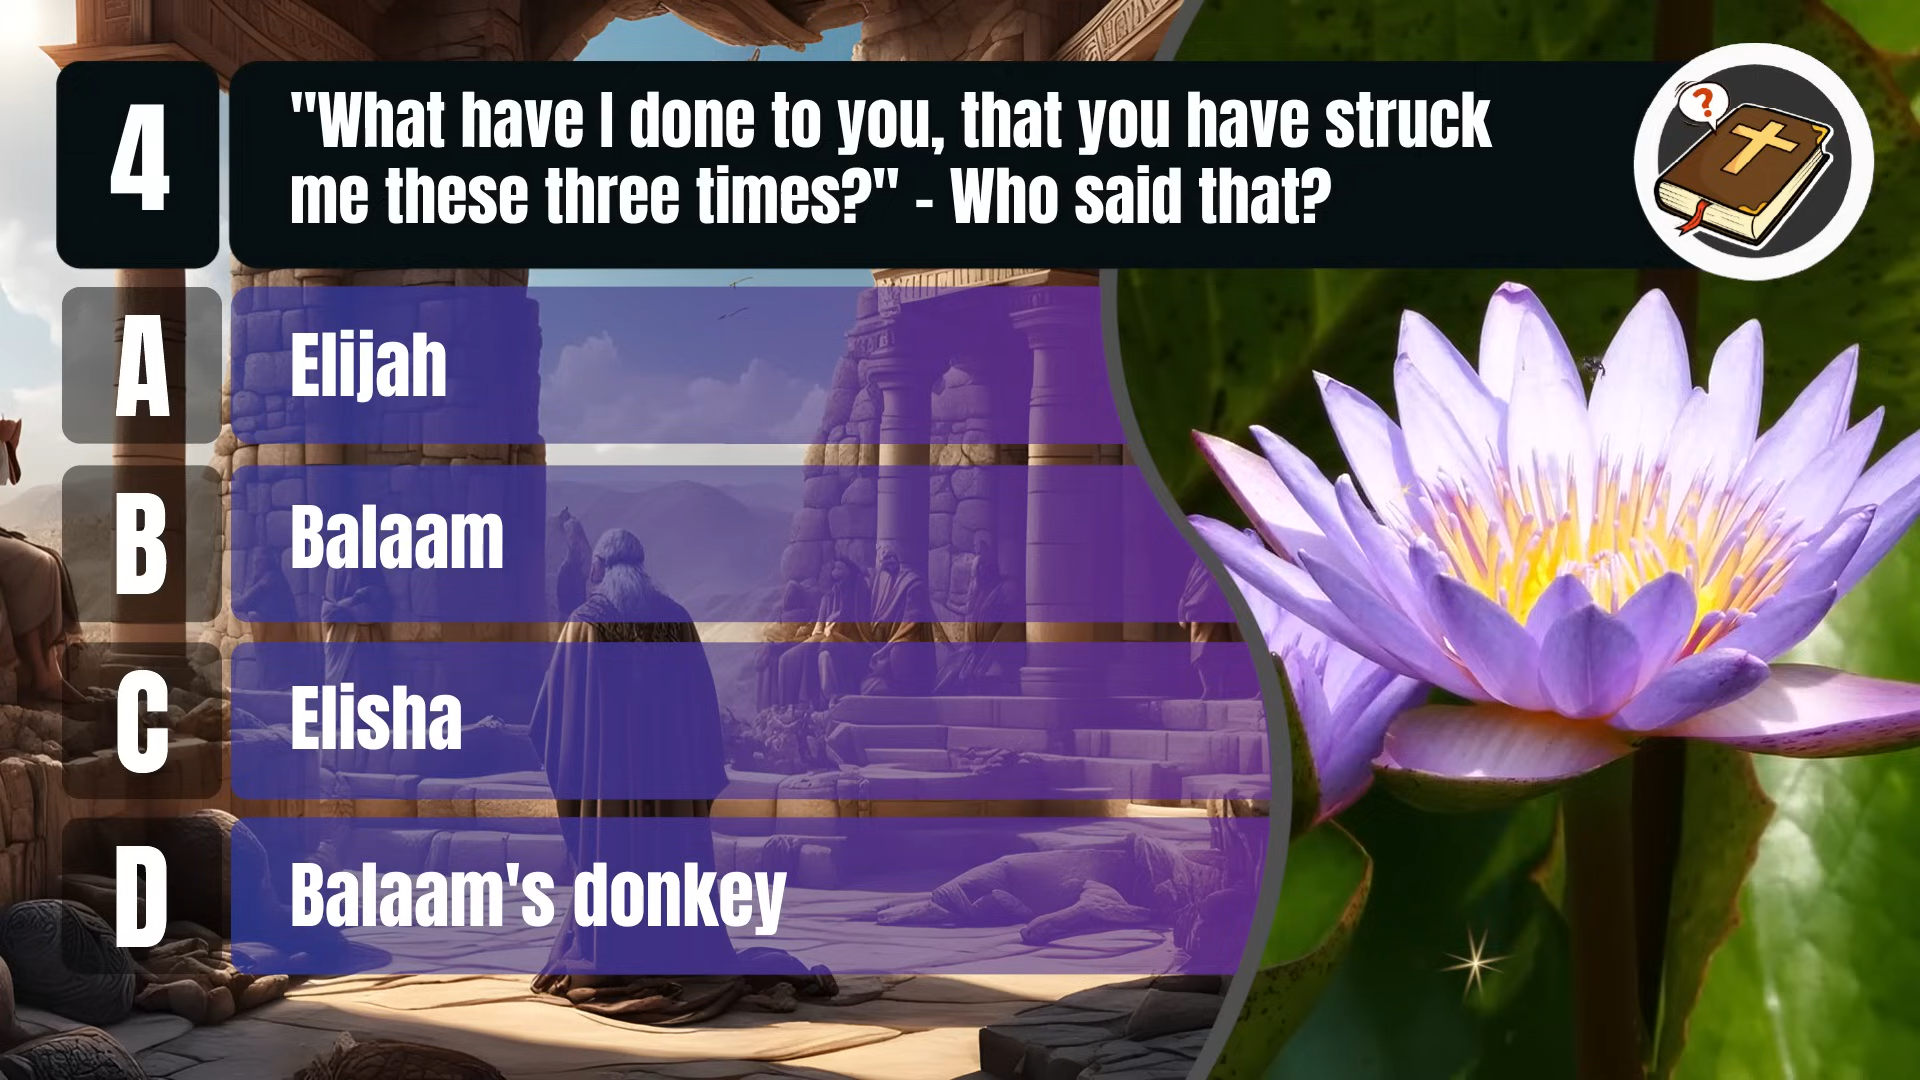 4
"What have I done to you, that you have struck
me these three times?" - Who said that?
?
A
Elijah
B
Balaam
C
Elisha
D
Balaam's donkey